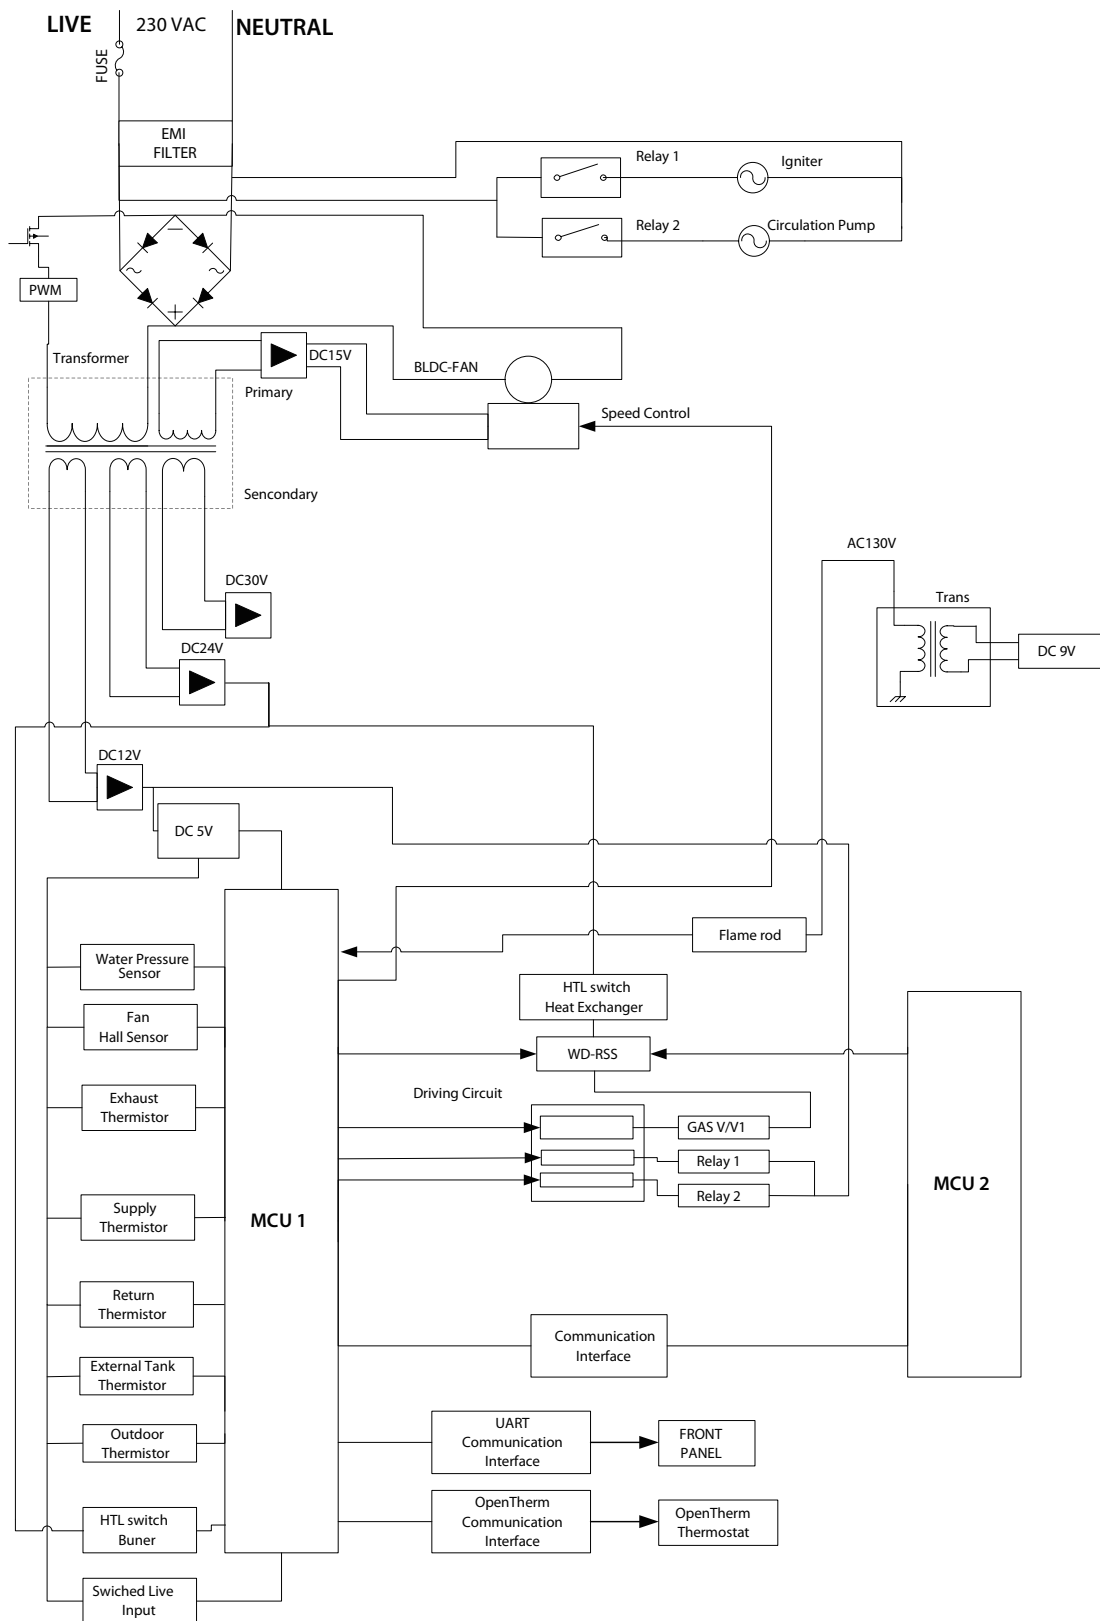 LIVE 230 VAC NEUTRAL
FUSE
EMI
FILTER
Relay 1
Igniter
Relay 2
Circulation Pump
PWM
Transformer
DC15V
BLDC-FAN
Primary
Speed Control
Sencondary
AC130V
DC30V
Trans
DC 9V
DC24V
DC12V
DC 5V
Flame rod
Water Pressure
Sensor
HTL switch
Heat Exchanger
Fan
Hall Sensor
WD-RSS
Exhaust
Thermistor
Driving Circuit
GAS V/V1
Relay 1
Relay 2
MCU 2
Supply
Thermistor
MCU 1
Return
Thermistor
Communication
Interface
External Tank
Thermistor
Outdoor
Thermistor
UART
Communication
Interface
FRONT
PANEL
HTL switch
Buner
OpenTherm
Communication
Interface
OpenTherm
Thermostat
Swiched Live
Input